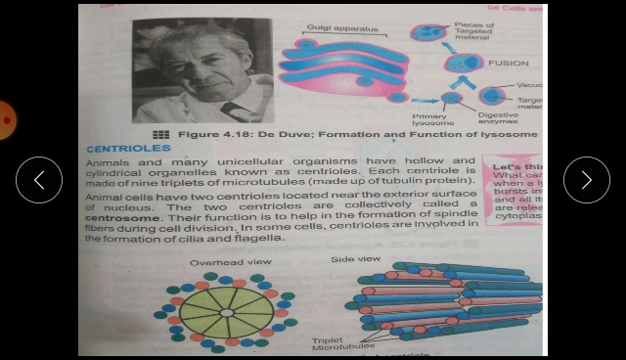 04 Cells an
Golgi apparatus
Pieces of
Targeted
material
FUSION
Vacuo
Targe
mater
Primary
lysosome
Digestive
enzymes
Figure 4.18: De Duve; Formation and Function of lysosome
CENTRIOLES
Animals and many unicellular organisms have hollow and
cylindrical organelles known as centrioles. Each centriole is
made of nine triplets of microtubules (made up of tubulin protein).
Animal cells have two centrioles located near the exterior surface
of nucleus. The two centrioles are collectively called a
centrosome. Their function is to help in the formation of spindle
fibers during cell division. In some cells, centrioles are involved in
the formation of cilia and flagella.
Let's thi
What ca
when a l
bursts in
and all it
are relea
cytoplas
Overhead view
Side view
Triplet
Microtubules